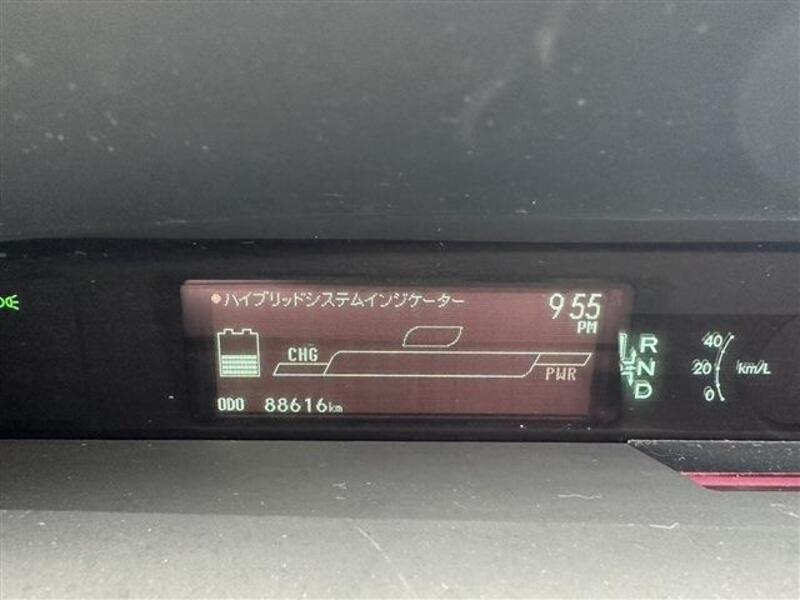 ハイブリッドシステムインジケーター
9:55
PM
CHG
PWR
ODO 88616km
R
N
D
40
20
0
km/L